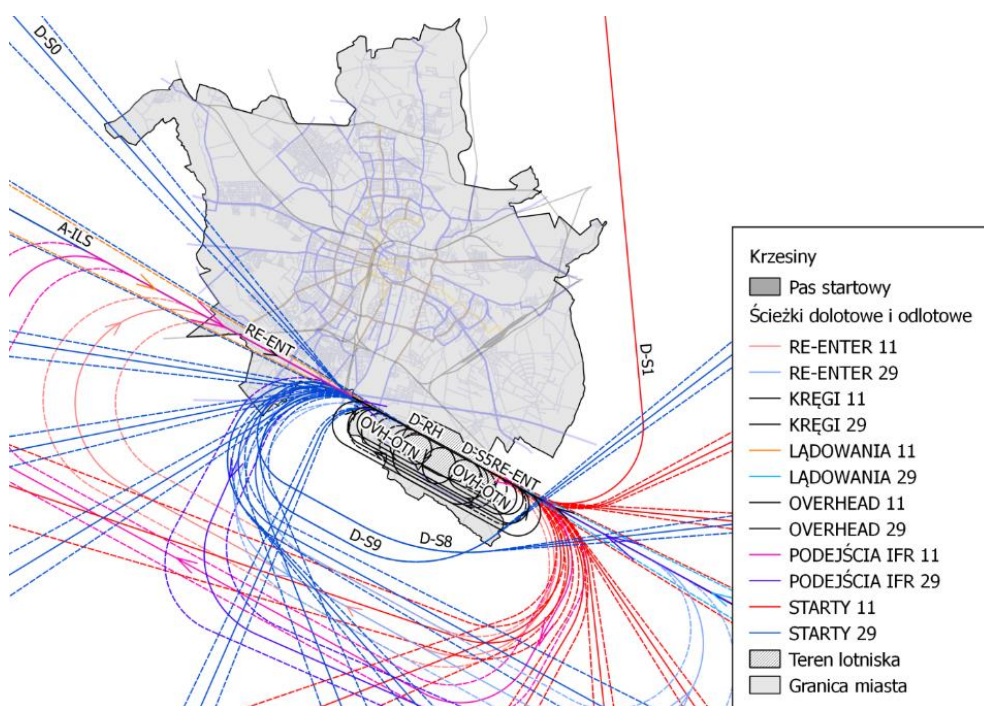 D-S0
A-ILS
RE-ENT
D-S1
D-RH
D-S5RE-ENT
OVH-OTN
OVH-OTN
D-S9
D-S8
Krzesiny
Pas startowy
Ścieżki dolotowe i odlotowe
RE-ENTER 11
RE-ENTER 29
KRĘGI 11
KRĘGI 29
LĄDOWANIA 11
LĄDOWANIA 29
OVERHEAD 11
OVERHEAD 29
PODEJŚCIA IFR 11
PODEJŚCIA IFR 29
STARTY 11
STARTY 29
Teren lotniska
Granica miasta